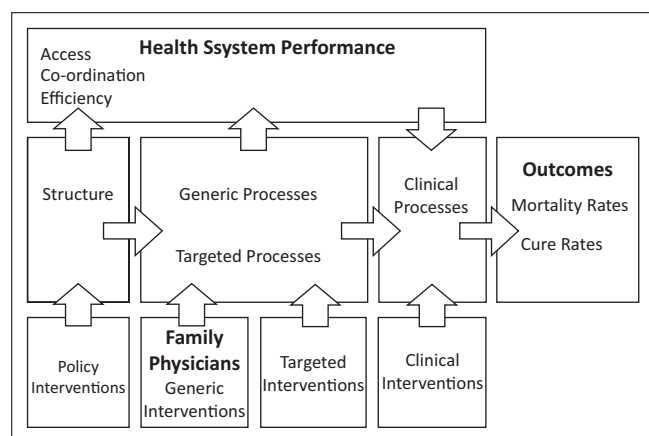 Health Ssystem Performance
Access
Co-ordination
Efficiency
Structure
Generic Processes
Targeted Processes
Clinical
Processes
Outcomes
Mortality Rates
Cure Rates
Policy
Interventions
Family
Physicians
Generic
Interventions
Targeted
Interventions
Clinical
Interventions